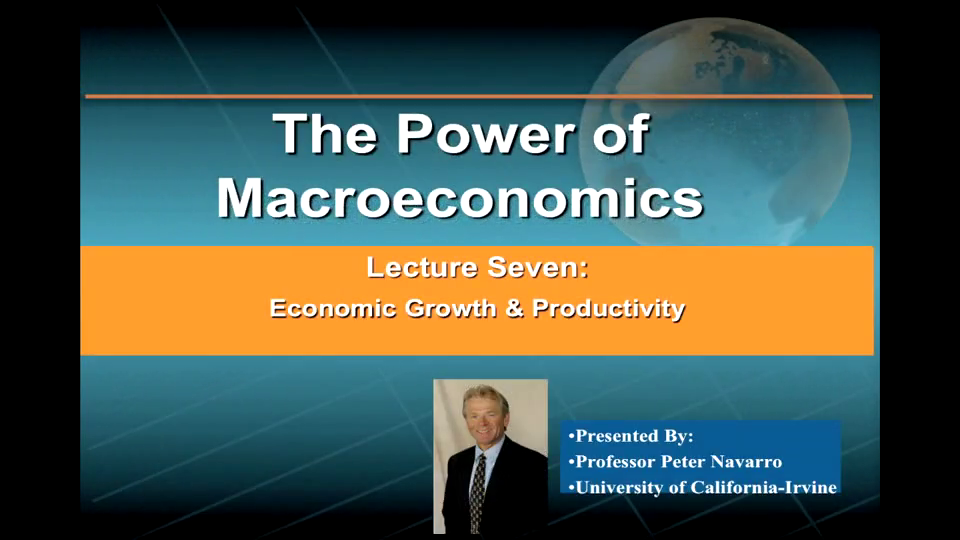 The Power of
Macroeconomics
Lecture Seven:
Economic Growth & Productivity
•Presented By:
•Professor Peter Navarro
•University of California-Irvine